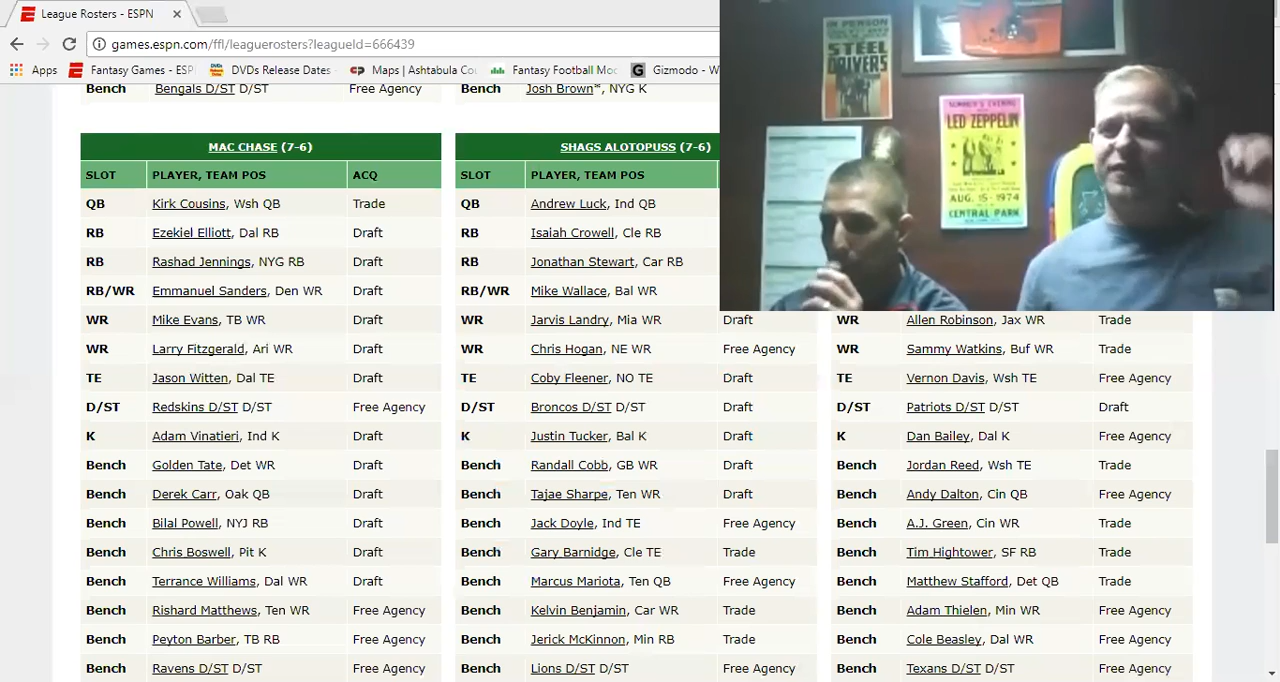 League Rosters - ESPN
games.espn.com/ffl/leaguerosters?leagueId=666439
Apps Fantasy Games - ESP DVDs Release Dates - Maps | Ashtabula Co Fantasy Football Moc Gizmodo - W
Bench Bengals D/ST D/ST Free Agency Bench Josh Brown*, NYG K
MAC CHASE (7-6) SHAGS ALOTOPUSS (7-6)
SLOT PLAYER, TEAM POS ACQ SLOT PLAYER, TEAM POS
QB Kirk Cousins, Wsh QB Trade QB Andrew Luck, Ind QB
RB Ezekiel Elliott, Dal RB Draft RB Isaiah Crowell, Cle RB
RB Rashad Jennings, NYG RB Draft RB Jonathan Stewart, Car RB
RB/WR Emmanuel Sanders, Den WR Draft RB/WR Mike Wallace, Bal WR
WR Mike Evans, TB WR Draft WR Jarvis Landry, Mia WR Draft WR Allen Robinson, Jax WR Trade
WR Larry Fitzgerald, Ari WR Draft WR Chris Hogan, NE WR Free Agency WR Sammy Watkins, Buf WR Trade
TE Jason Witten, Dal TE Draft TE Coby Fleener, NO TE Draft TE Vernon Davis, Wsh TE Free Agency
D/ST Redskins D/ST D/ST Free Agency D/ST Broncos D/ST D/ST Draft D/ST Patriots D/ST D/ST Draft
K Adam Vinatieri, Ind K Draft K Justin Tucker, Bal K Draft K Dan Bailey, Dal K Free Agency
Bench Golden Tate, Det WR Draft Bench Randall Cobb, GB WR Draft Bench Jordan Reed, Wsh TE Trade
Bench Derek Carr, Oak QB Draft Bench Tajae Sharpe, Ten WR Draft Bench Andy Dalton, Cin QB Free Agency
Bench Bilal Powell, NYJ RB Draft Bench Jack Doyle, Ind TE Free Agency Bench A.J. Green, Cin WR Trade
Bench Chris Boswell, Pit K Draft Bench Gary Barnidge, Cle TE Trade Bench Tim Hightower, SF RB Trade
Bench Terrance Williams, Dal WR Draft Bench Marcus Mariota, Ten QB Free Agency Bench Matthew Stafford, Det QB Trade
Bench Rishard Matthews, Ten WR Free Agency Bench Kelvin Benjamin, Car WR Trade Bench Adam Thielen, Min WR Free Agency
Bench Peyton Barber, TB RB Free Agency Bench Jerick McKinnon, Min RB Trade Bench Cole Beasley, Dal WR Free Agency
Bench Ravens D/ST D/ST Free Agency Bench Lions D/ST D/ST Free Agency Bench Texans D/ST D/ST Free Agency
IN PERSON
STEEL
DRIVERS
SUMMER'S EVENING
LED ZEPPELIN
AUG. 15 - 1974
CENTRAL PARK